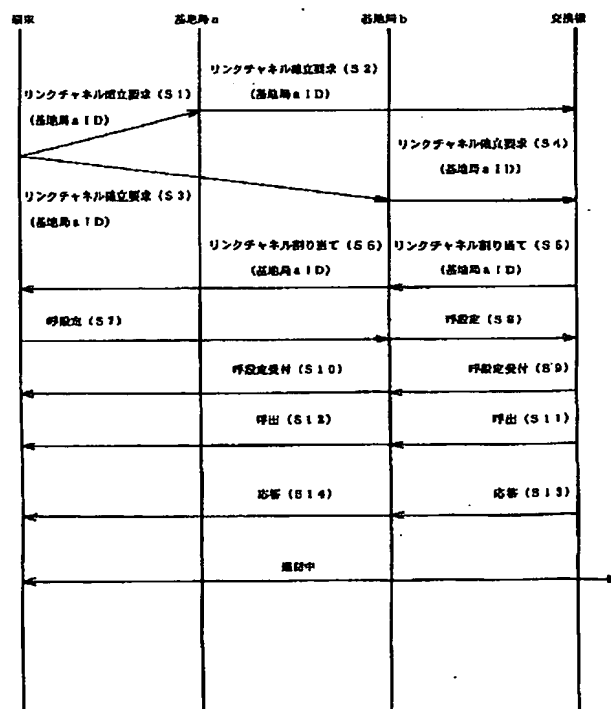 端末
基地局a
基地局b
交換機
リンクチャネル確立要求(S2)
(基地局aID)
リンクチャネル確立要求(S1)
(基地局aID)
リンクチャネル確立要求(S4)
(基地局aID)
リンクチャネル確立要求(S3)
(基地局aID)
リンクチャネル割り当て(S6)
(基地局aID)
リンクチャネル割り当て(S5)
(基地局aID)
呼設定(S7)
呼設定(S8)
呼設定受付(S10)
呼設定受付(S9)
呼出(S12)
呼出(S11)
応答(S14)
応答(S13)
通話中